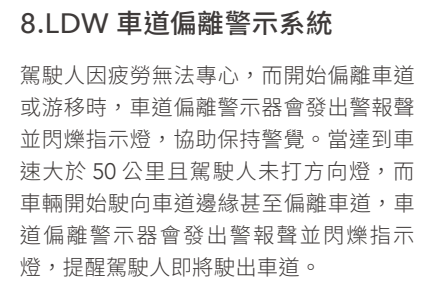 8.LDW 車道偏離警示系統
駕駛人因疲勞無法專心，而開始偏離車道
或游移時，車道偏離警示器會發出警報聲
並閃爍指示燈，協助保持警覺。當達到車
速大於 50 公里且駕駛人未打方向燈，而
車輛開始駛向車道邊緣甚至偏離車道，車
道偏離警示器會發出警報聲並閃爍指示
燈，提醒駕駛人即將駛出車道。